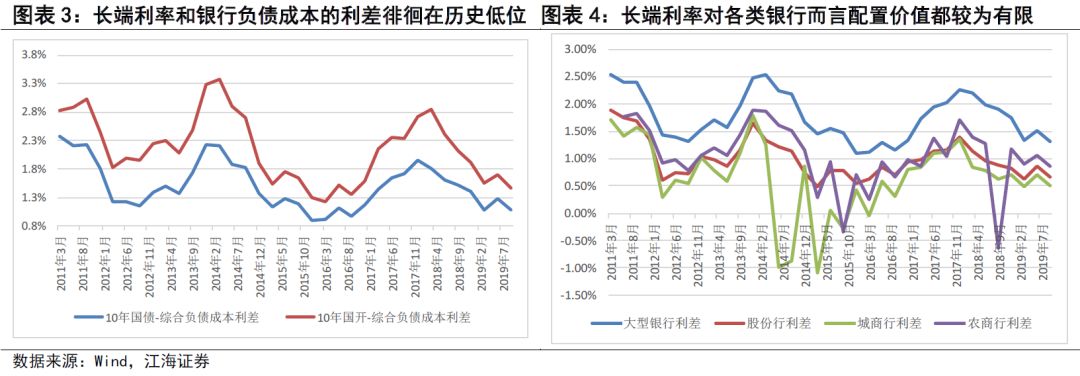 图表 3：长端利率和银行负债成本的利差徘徊在历史低位
3.8%
3.3%
2.8%
2.3%
1.8%
1.3%
0.8%
2011年3月
2011年8月
2012年1月
2012年6月
2012年11月
2013年4月
2013年9月
2014年2月
2014年7月
2014年12月
2015年5月
2015年10月
2016年3月
2016年8月
2017年1月
2017年6月
2017年11月
2018年4月
2018年9月
2019年2月
2019年7月
10年国债-综合负债成本利差
10年国开-综合负债成本利差
图表 4：长端利率对各类银行而言配置价值都较为有限
3.00%
2.50%
2.00%
1.50%
1.00%
0.50%
0.00%
-0.50%
-1.00%
-1.50%
2011年3月
2011年8月
2012年1月
2012年6月
2012年11月
2013年4月
2013年9月
2014年2月
2014年7月
2014年12月
2015年5月
2015年10月
2016年3月
2016年8月
2017年1月
2017年6月
2017年11月
2018年4月
2018年9月
2019年2月
2019年7月
大型银行利差
股份行利差
城商行利差
农商行利差
数据来源：Wind，江海证券